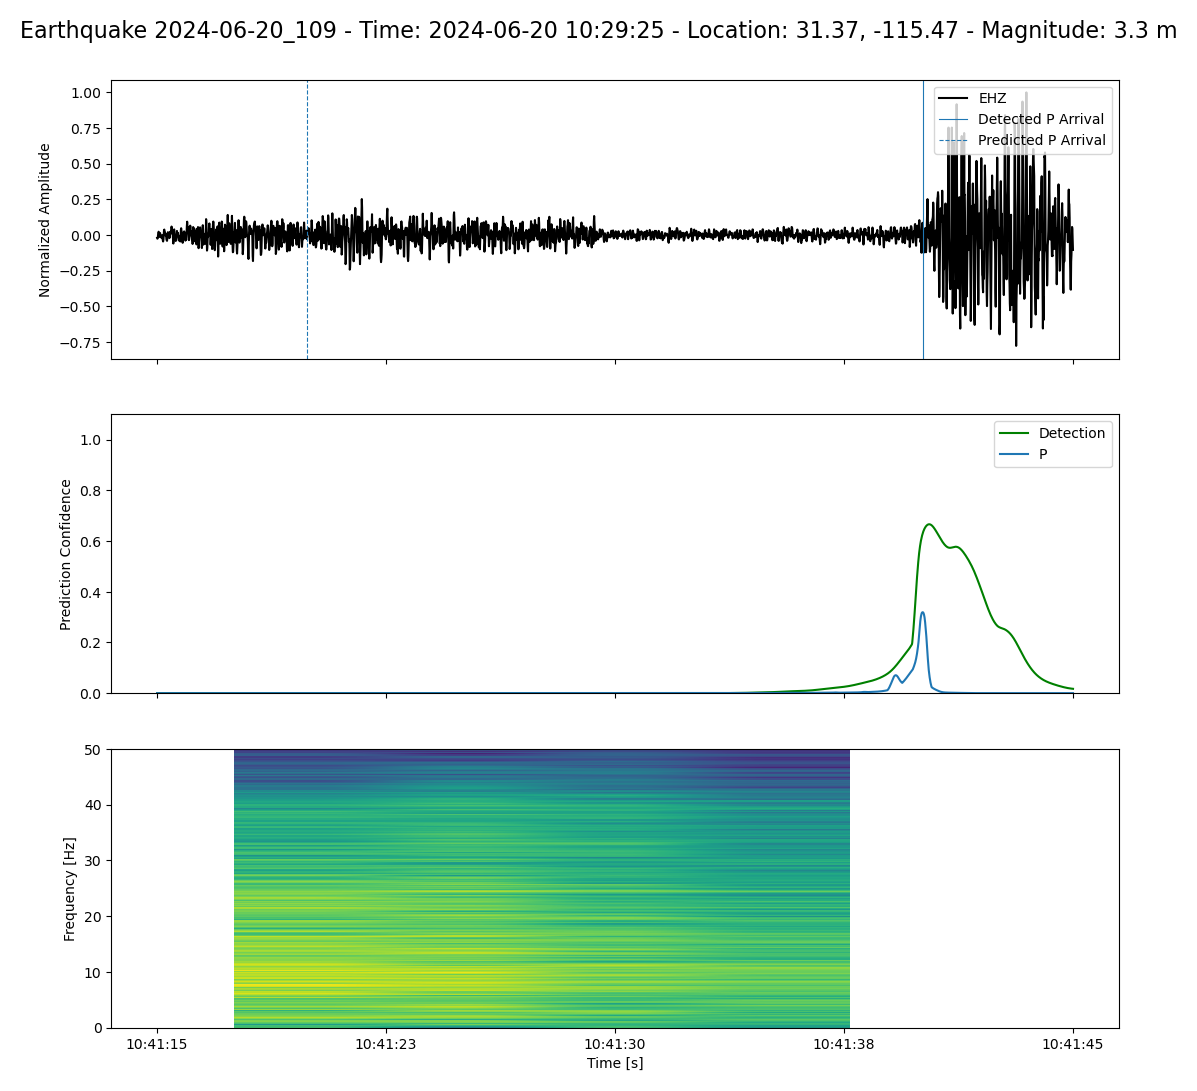 Earthquake 2024-06-20_109 - Time: 2024-06-20 10:29:25 - Location: 31.37, -115.47 - Magnitude: 3.3 m
Normalized Amplitude
1.00
0.75
0.50
0.25
0.00
−0.25
−0.50
−0.75
EHZ
Detected P Arrival
Predicted P Arrival
Prediction Confidence
1.0
0.8
0.6
0.4
0.2
0.0
Detection
P
Frequency [Hz]
50
40
30
20
10
0
10:41:15 10:41:23 10:41:30 10:41:38 10:41:45
Time [s]